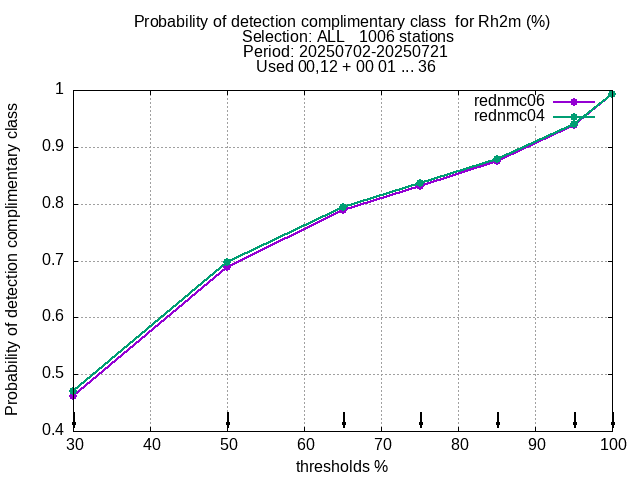 Probability of detection complimentary class  for Rh2m (%)
Selection: ALL   1006 stations
Period: 20250702-20250721
Used 00,12 + 00 01 ... 36
Probability of detection complimentary class
rednmc06
rednmc04
1
0.9
0.8
0.7
0.6
0.5
0.4
30 40 50 60 70 80 90 100
thresholds %